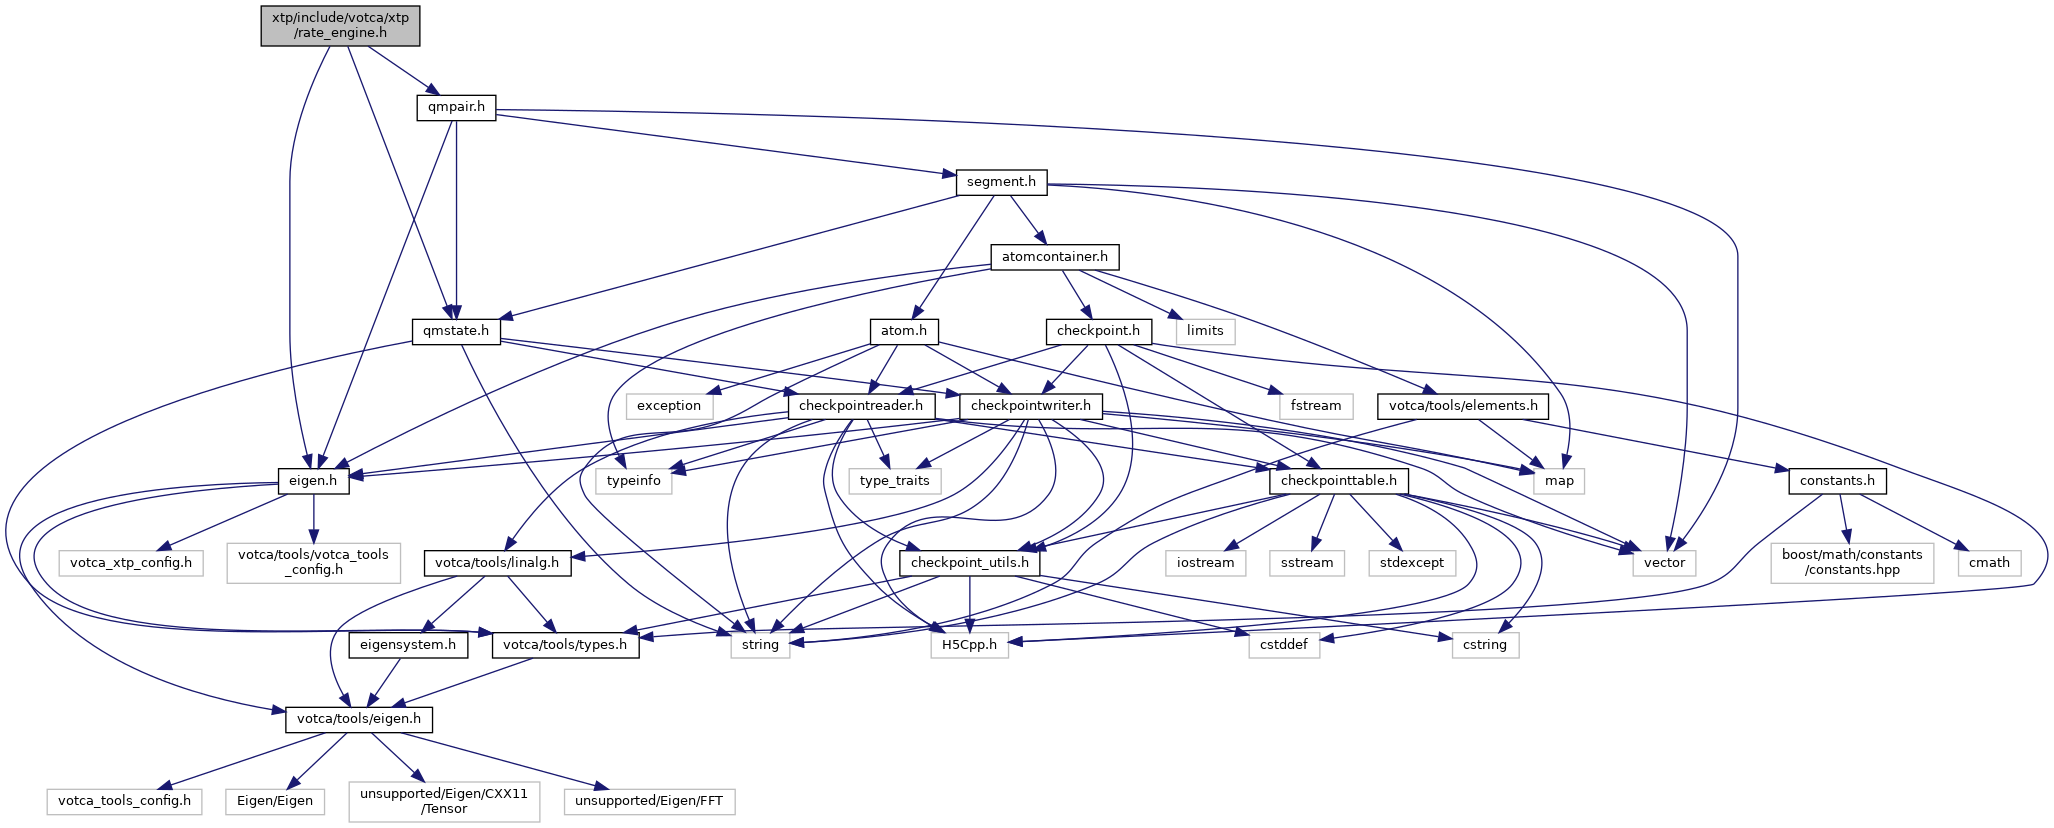 xtp/include/votca/xtp
/rate_engine.h
qmpair.h
segment.h
atomcontainer.h
qmstate.h
atom.h
checkpoint.h
limits
exception
checkpointreader.h
checkpointwriter.h
fstream
votca/tools/elements.h
eigen.h
typeinfo
type_traits
checkpointtable.h
map
constants.h
votca_xtp_config.h
votca/tools/votca_tools
_config.h
votca/tools/linalg.h
checkpoint_utils.h
iostream
sstream
stdexcept
vector
boost/math/constants
/constants.hpp
cmath
eigensystem.h
votca/tools/types.h
string
H5Cpp.h
cstddef
cstring
votca/tools/eigen.h
votca_tools_config.h
Eigen/Eigen
unsupported/Eigen/CXX11
/Tensor
unsupported/Eigen/FFT